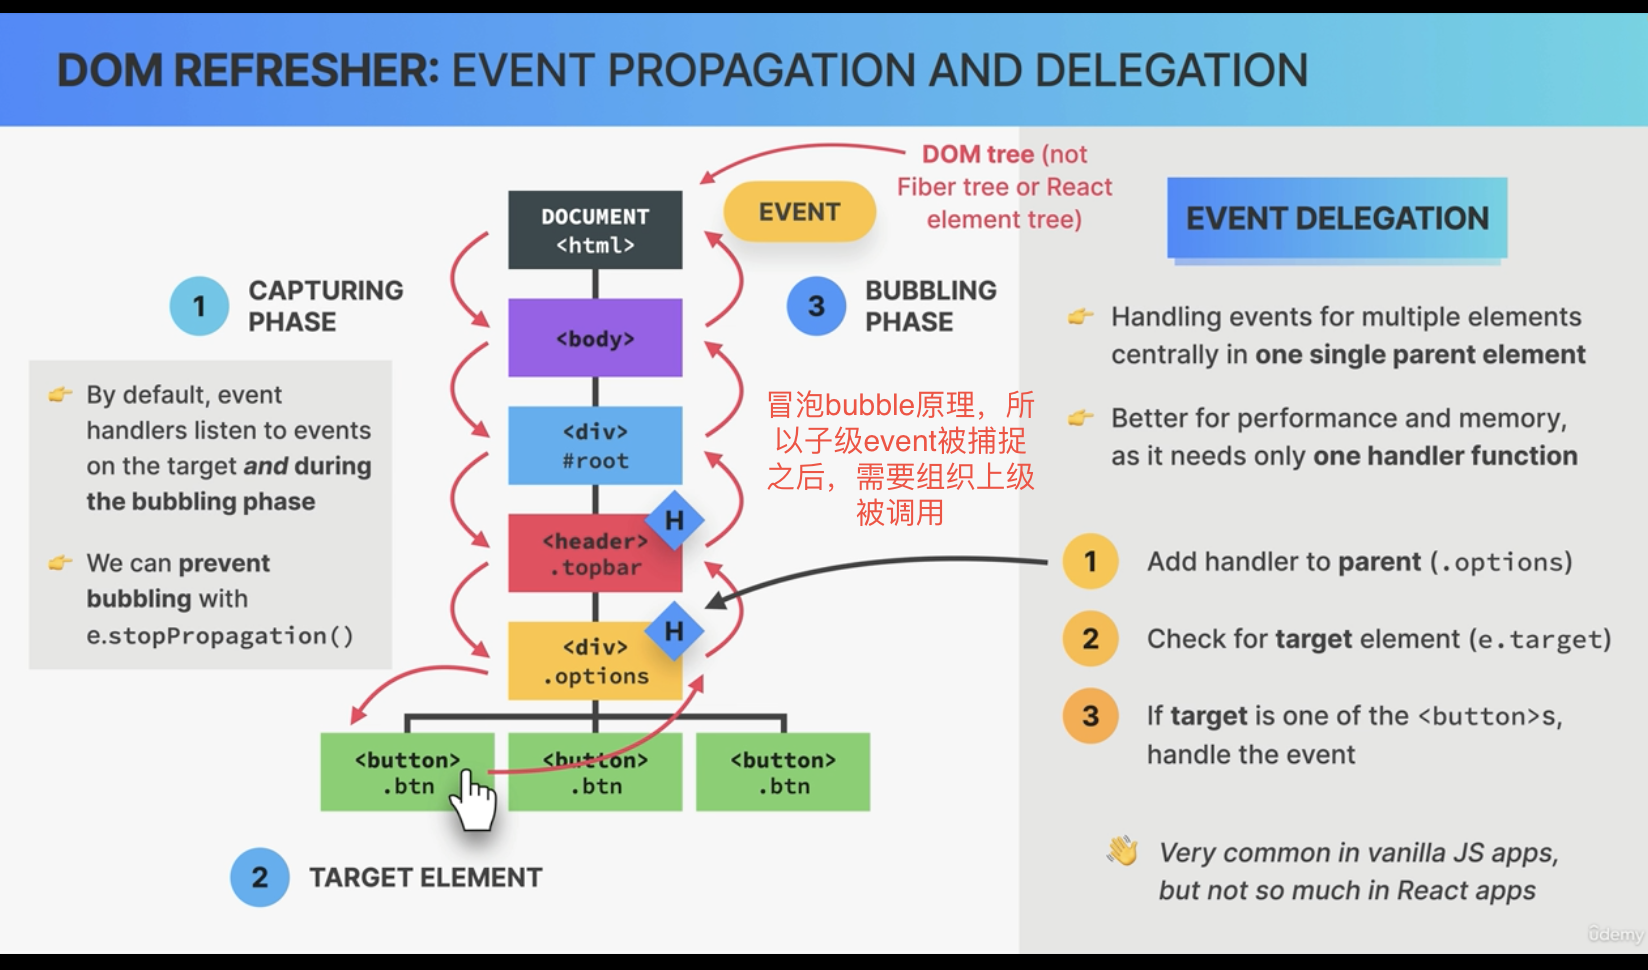 DOM REFRESHER: EVENT PROPAGATION AND DELEGATION
DOM tree (not
Fiber tree or React
element tree)
EVENT
DOCUMENT
<html>
1
CAPTURING
PHASE
3
BUBBLING
PHASE
<body>
By default, event
handlers listen to events
on the target and during
the bubbling phase
We can prevent
bubbling with
e.stopPropagation()
<div>
#root
冒泡bubble原理，所
以子级event被捕捉
之后，需要组织上级
被调用
H
<header>
.topbar
H
<div>
.options
<button>
.btn
<button>
.btn
<button>
.btn
2
TARGET ELEMENT
EVENT DELEGATION
Handling events for multiple elements
centrally in one single parent element
Better for performance and memory,
as it needs only one handler function
1
Add handler to parent (.options)
2
Check for target element (e.target)
3
If target is one of the <button>s,
handle the event
Very common in vanilla JS apps,
but not so much in React apps
ûdemy